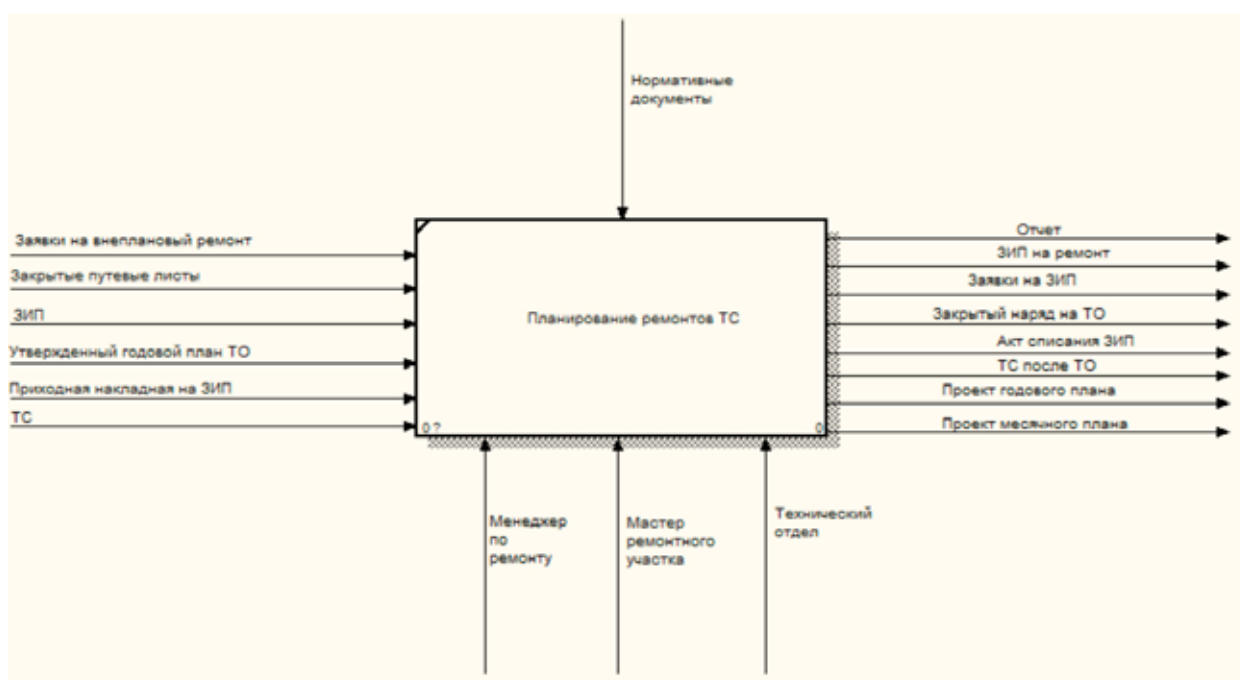 Нормативные
документы
Заявки на внеплановый ремонт
Закрытые путевые листы
ЗИП
Утвержденный годовой план ТО
Приходная накладная на ЗИП
ТС
Планирование ремонтов ТС
0 ?
0
Отчет
ЗИП на ремонт
Заявки на ЗИП
Закрытый наряд на ТО
Акт списания ЗИП
ТС после ТО
Проект годового плана
Проект месячного плана
Менеджер
по
ремонту
Мастер
ремонтного
участка
Технический
отдел